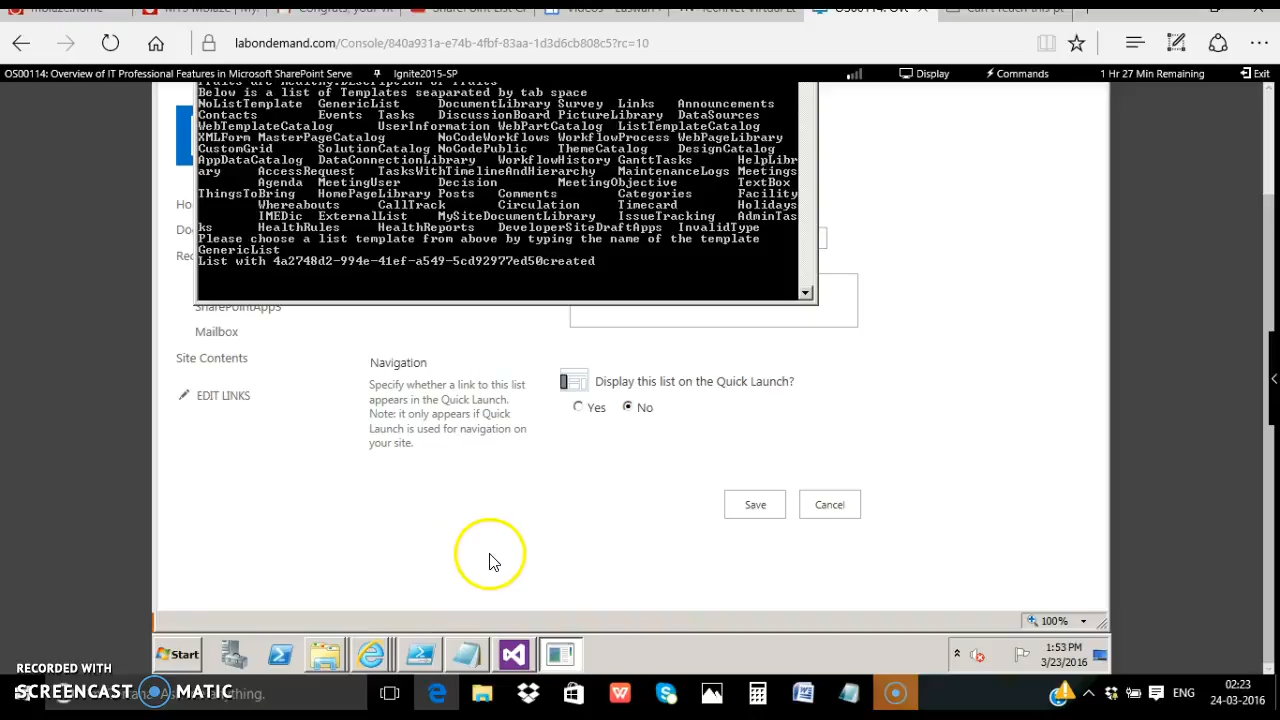 SharePoint List Cr
Videos
labondemand.com/Console/840a931a-e74b-4fbf-83aa-1d3d6cb808c5?rc=10
OS00114: Overview of IT Professional Features in Microsoft SharePoint Serve
Ignite2015-SP
Display
Commands
1 Hr 27 Min Remaining
Exit
Below is a list of Templates seaparated by tab space
NoListTemplate GenericList DocumentLibrary Survey Links Announcements
Contacts Events Tasks DiscussionBoard PictureLibrary DataSources
WebTemplateCatalog UserInformation WebPartCatalog ListTemplateCatalog
XMLForm MasterPageCatalog NoCodeWorkflows WorkflowProcess WebPageLibrary
CustomGrid SolutionCatalog NoCodePublic ThemeCatalog DesignCatalog
AppDataCatalog DataConnectionLibrary WorkflowHistory GanttTasks HelpLibr
ary AccessRequest TasksWithTimelineAndHierarchy MaintenanceLogs Meetings
Agenda MeetingUser Decision MeetingObjective TextBox
ThingsToBring HomePageLibrary Posts Comments Categories Facility
Whereabouts CallTrack Circulation Timecard Holidays
IMEDic ExternalList MySiteDocumentLibrary IssueTracking AdminTas
ks HealthRules HealthReports DeveloperSiteDraftApps InvalidType
Please choose a list template from above by typing the name of the template
GenericList
List with 4a2748d2-994e-41ef-a549-5cd92977ed50created
Ho
Do
Rec
SharePointApps
Mailbox
Site Contents
EDIT LINKS
Navigation
Specify whether a link to this list
appears in the Quick Launch.
Note: it only appears if Quick
Launch is used for navigation on
your site.
Display this list on the Quick Launch?
Yes No
Save Cancel
100%
Start
1:53 PM
3/23/2016
RECORDED WITH
SCREENCAST MATIC
ENG
02:23
24-03-2016